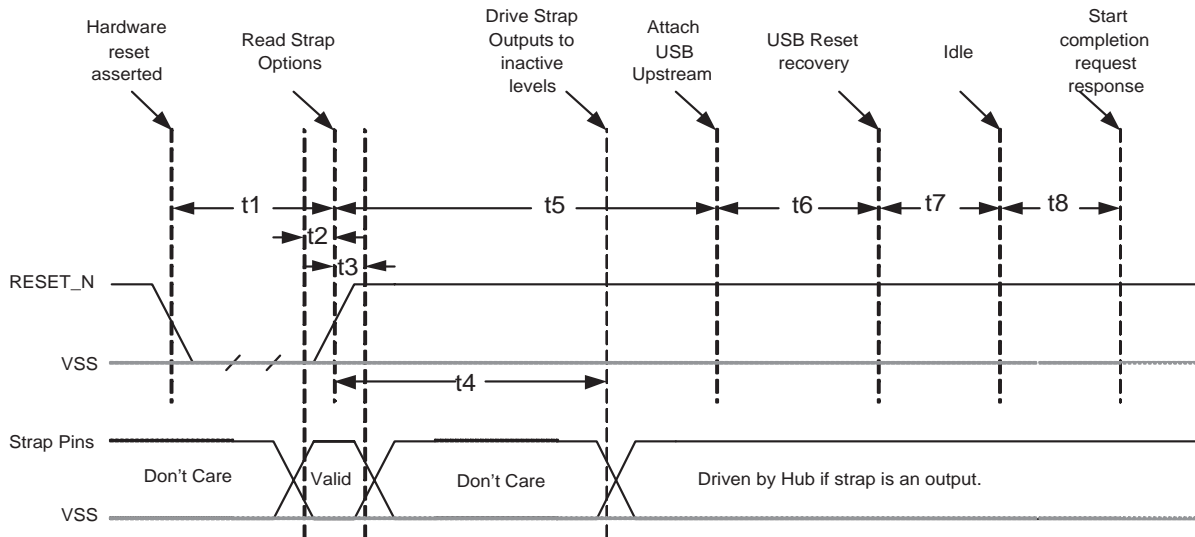 Hardware
reset
asserted
Read Strap
Options
Drive Strap
Outputs to
inactive
levels
Attach
USB
Upstream
USB Reset
recovery
Idle
Start
completion
request
response
t1
t5
t6
t7
t8
t2
t3
RESET_N
VSS
t4
Strap Pins
Don't Care
Valid
Don't Care
Driven by Hub if strap is an output.
VSS